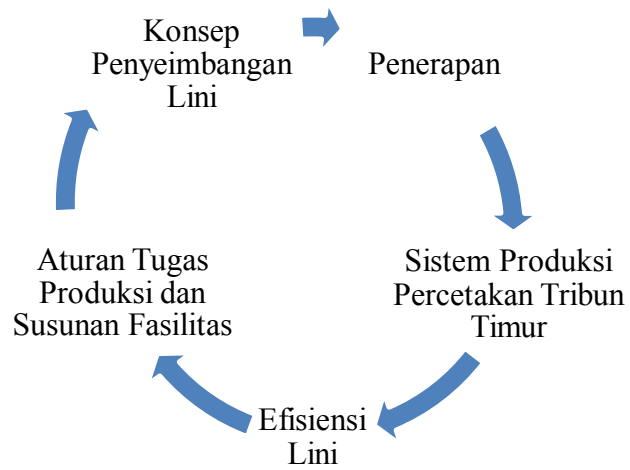 Konsep
Penyeimbangan
Lini
Penerapan
Sistem Produksi
Percetakan Tribun
Timur
Efisiensi
Lini
Aturan Tugas
Produksi dan
Susunan Fasilitas